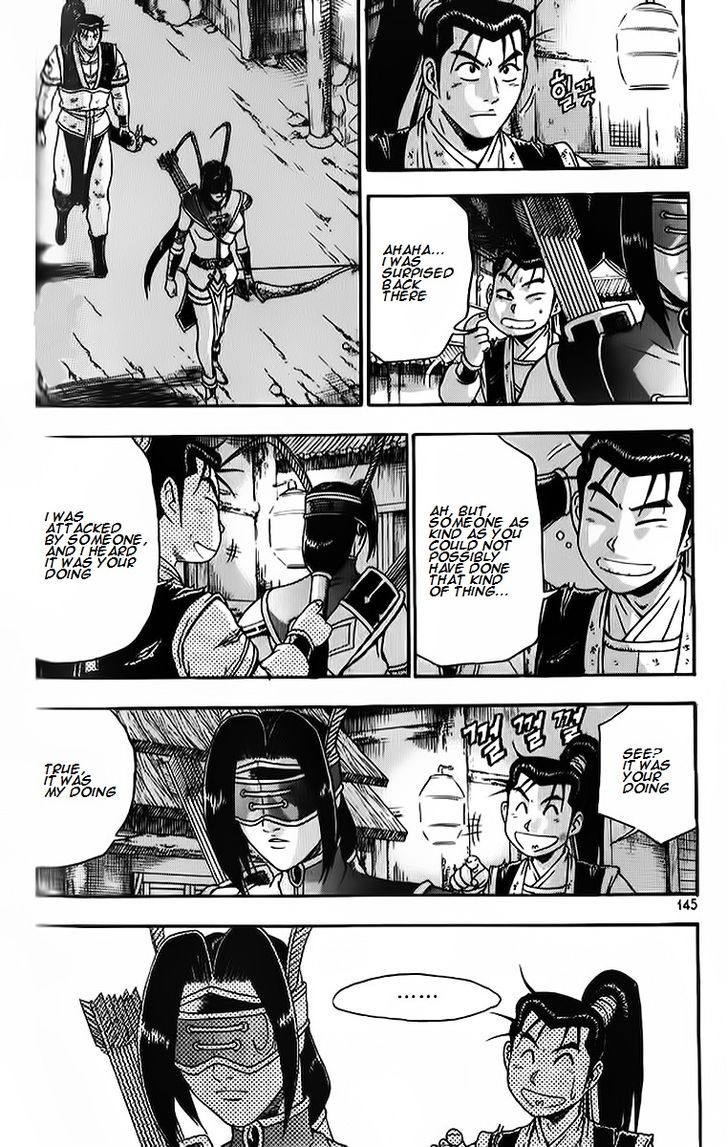 힐끗
AHAHA...
I WAS
SURPISED
BACK
THERE
I WAS
ATTACKED
BY SOMEONE,
AND I HEARD
IT WAS YOUR
DOING
AH, BUT,
SOMEONE AS
KIND AS YOU
COULD NOT
POSSIBLY
HAVE DONE
THAT KIND
OF THING...
TRUE,
IT WAS
MY DOING
껄 껄 껄
SEE?
IT WAS
YOUR
DOING
145
......